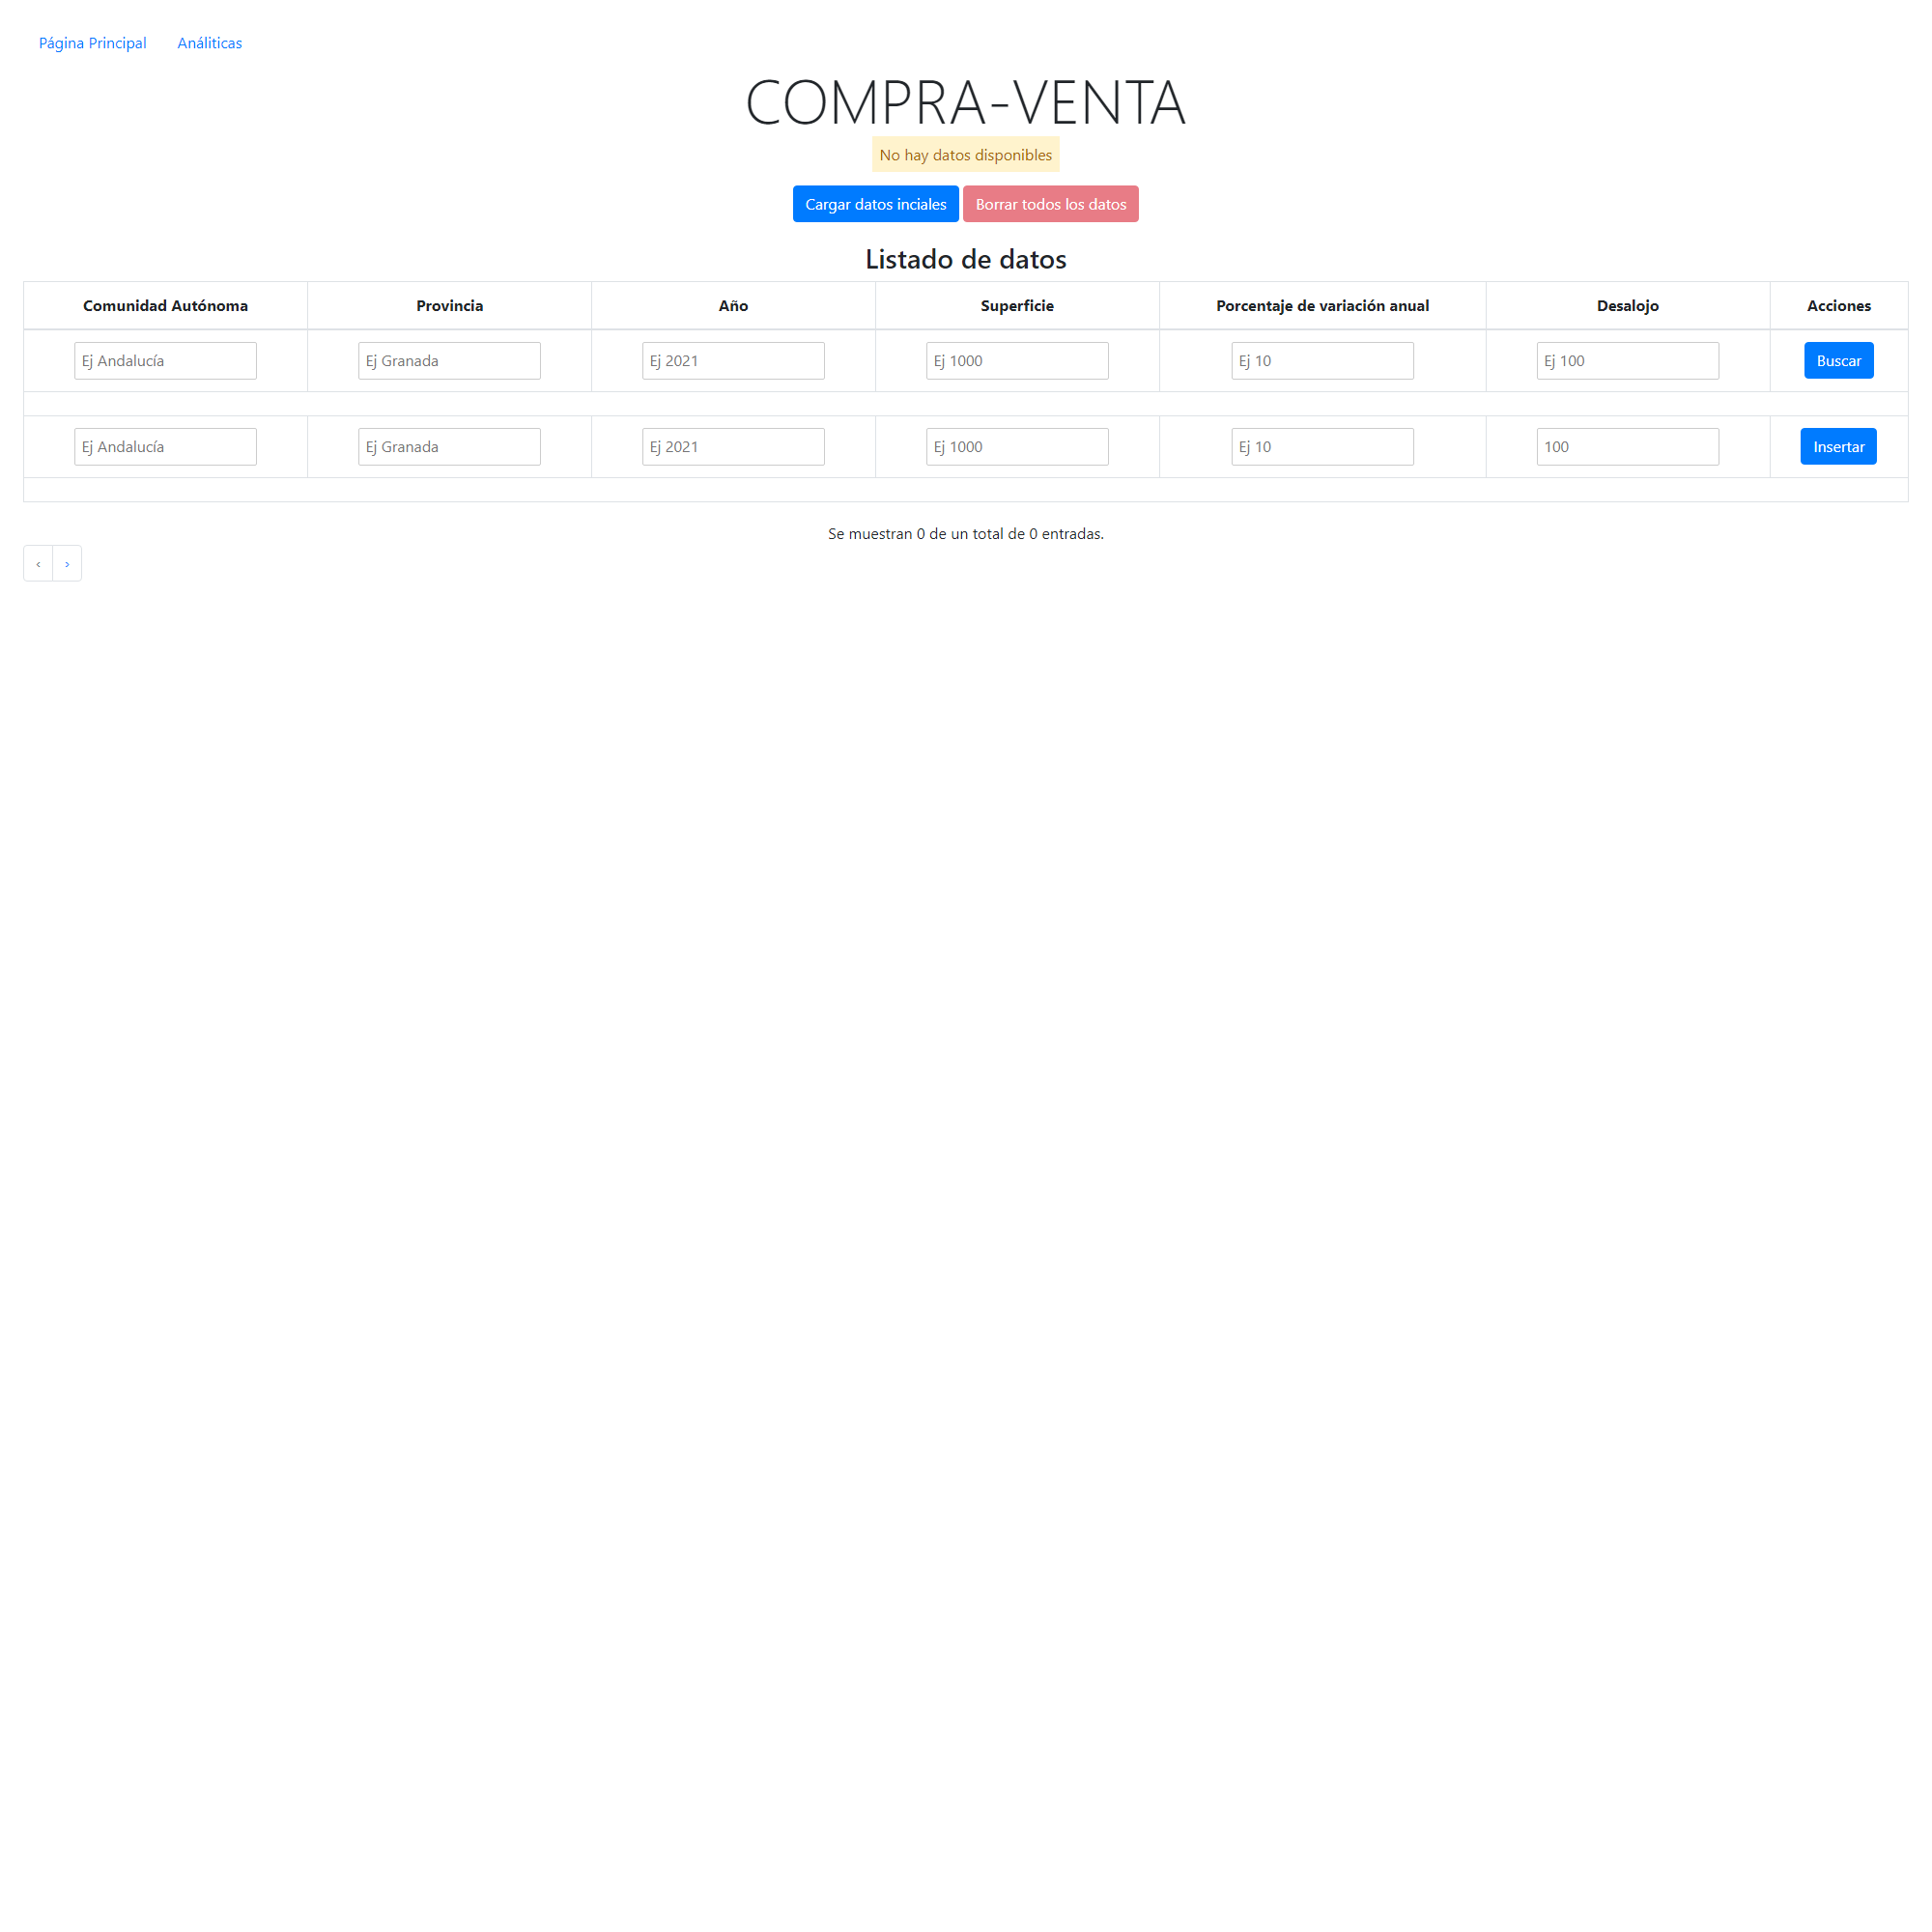 Página Principal Análiticas
COMPRA-VENTA
No hay datos disponibles
Cargar datos inciales Borrar todos los datos
Listado de datos
Comunidad Autónoma Provincia Año Superficie Porcentaje de variación anual Desalojo Acciones
Ej Andalucía Ej Granada Ej 2021 Ej 1000 Ej 10 Ej 100 Buscar
Ej Andalucía Ej Granada Ej 2021 Ej 1000 Ej 10 100 Insertar
Se muestran 0 de un total de 0 entradas.
‹ ›